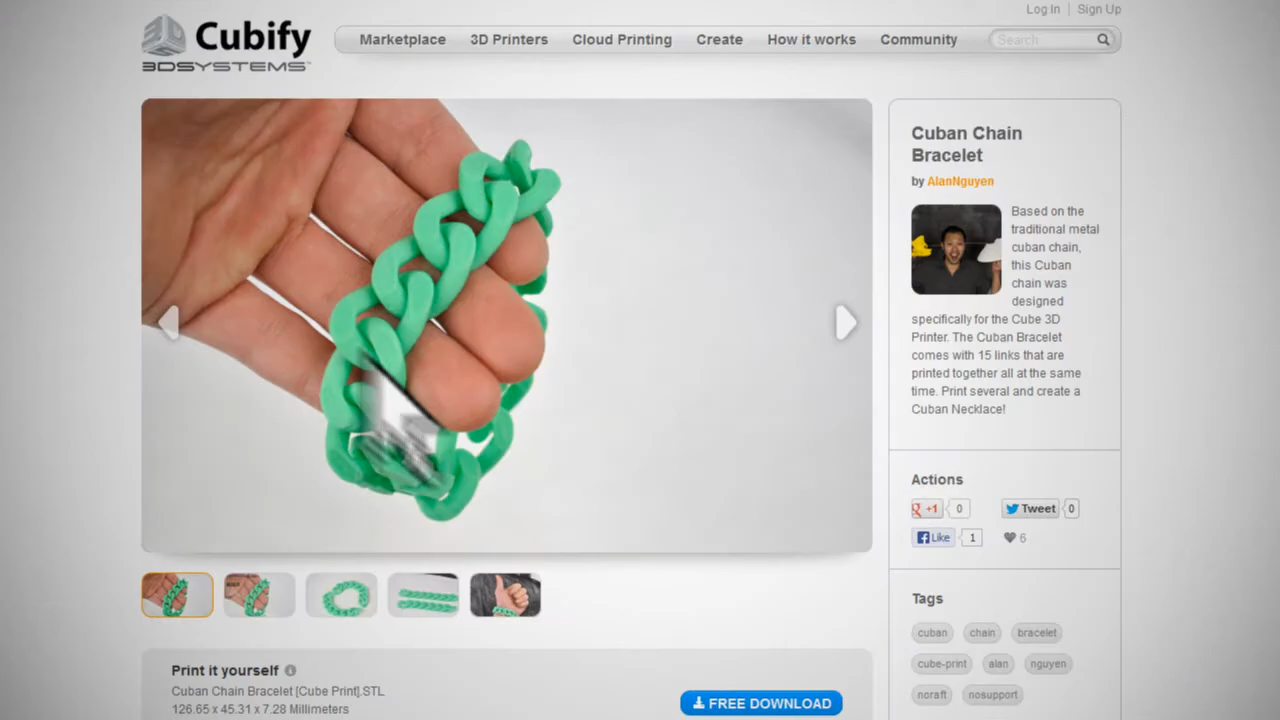 Log In | Sign Up
3D
Cubify
3DSYSTEMS™
Marketplace
3D Printers
Cloud Printing
Create
How it works
Community
Search
Cuban Chain
Bracelet
by AlanNguyen
Based on the
traditional metal
cuban chain,
this Cuban
chain was
designed
specifically for the Cube 3D
Printer. The Cuban Bracelet
comes with 15 links that are
printed together all at the same
time. Print several and create a
Cuban Necklace!
Actions
g +1 0
Tweet 0
Like 1
6
Tags
cuban
chain
bracelet
cube-print
alan
nguyen
noraft
nosupport
Print it yourself
Cuban Chain Bracelet [Cube Print].STL
126.65 x 45.31 x 7.28 Millimeters
FREE DOWNLOAD